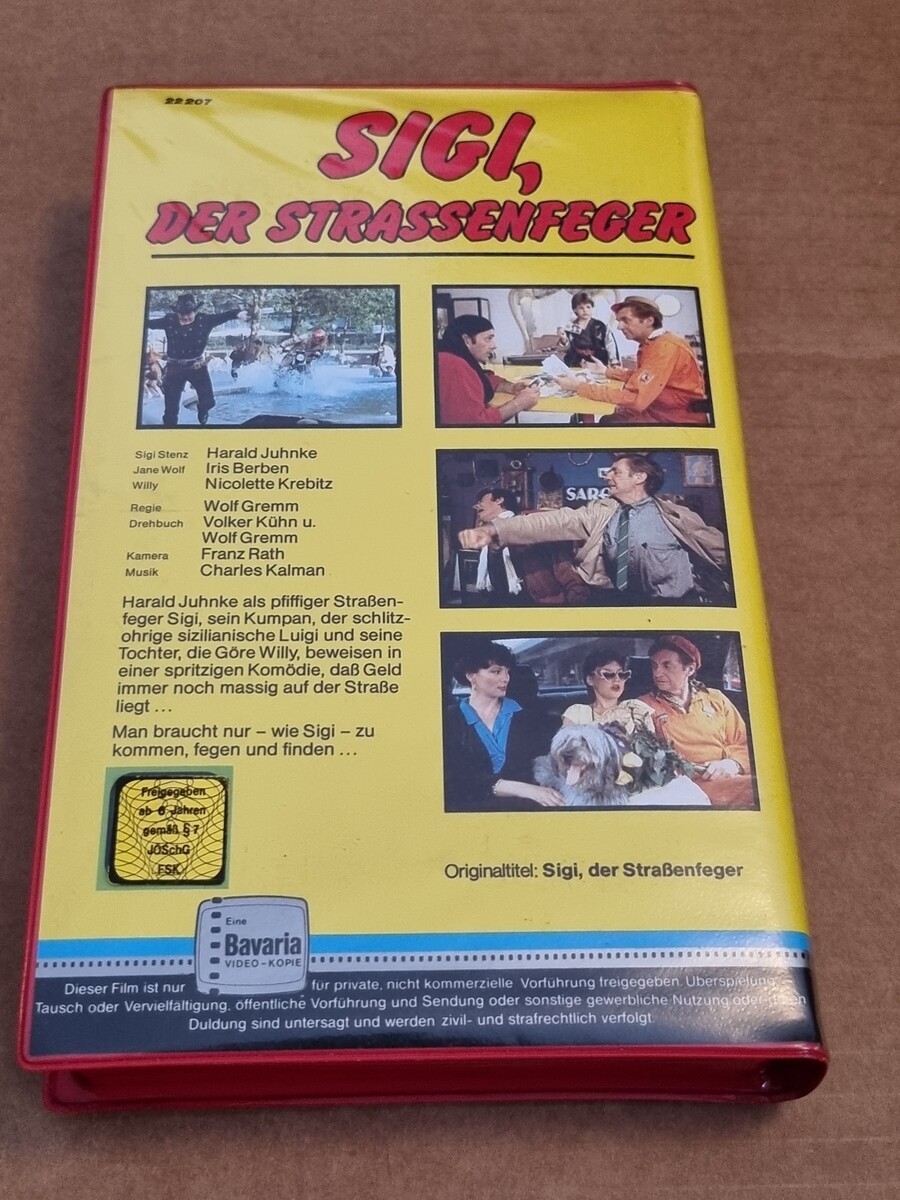 22 207
SIGI,
DER STRASSENFEGER
SARG
Sigi Stenz Harald Juhnke
Jane Wolf Iris Berben
Willy Nicolette Krebitz
Regie Wolf Gremm
Drehbuch Volker Kühn u.
Wolf Gremm
Kamera Franz Rath
Musik Charles Kalman
Harald Juhnke als pfiffiger Straßen-
feger Sigi, sein Kumpan, der schlitz-
ohrige sizilianische Luigi und seine
Tochter, die Göre Willy, beweisen in
einer spritzigen Komödie, daß Geld
immer noch massig auf der Straße
liegt ...
Man braucht nur – wie Sigi – zu
kommen, fegen und finden ...
Freigegeben
ab 6 Jahren
gemäß § 7
JÖSchG
FSK
Originaltitel: Sigi, der Straßenfeger
Eine
Bavaria
VIDEO-KOPIE
Dieser Film ist nur für private, nicht kommerzielle Vorführung freigegeben. Überspielung,
Tausch oder Vervielfältigung, öffentliche Vorführung und Sendung oder sonstige gewerbliche Nutzung oder deren
Duldung sind untersagt und werden zivil- und strafrechtlich verfolgt.